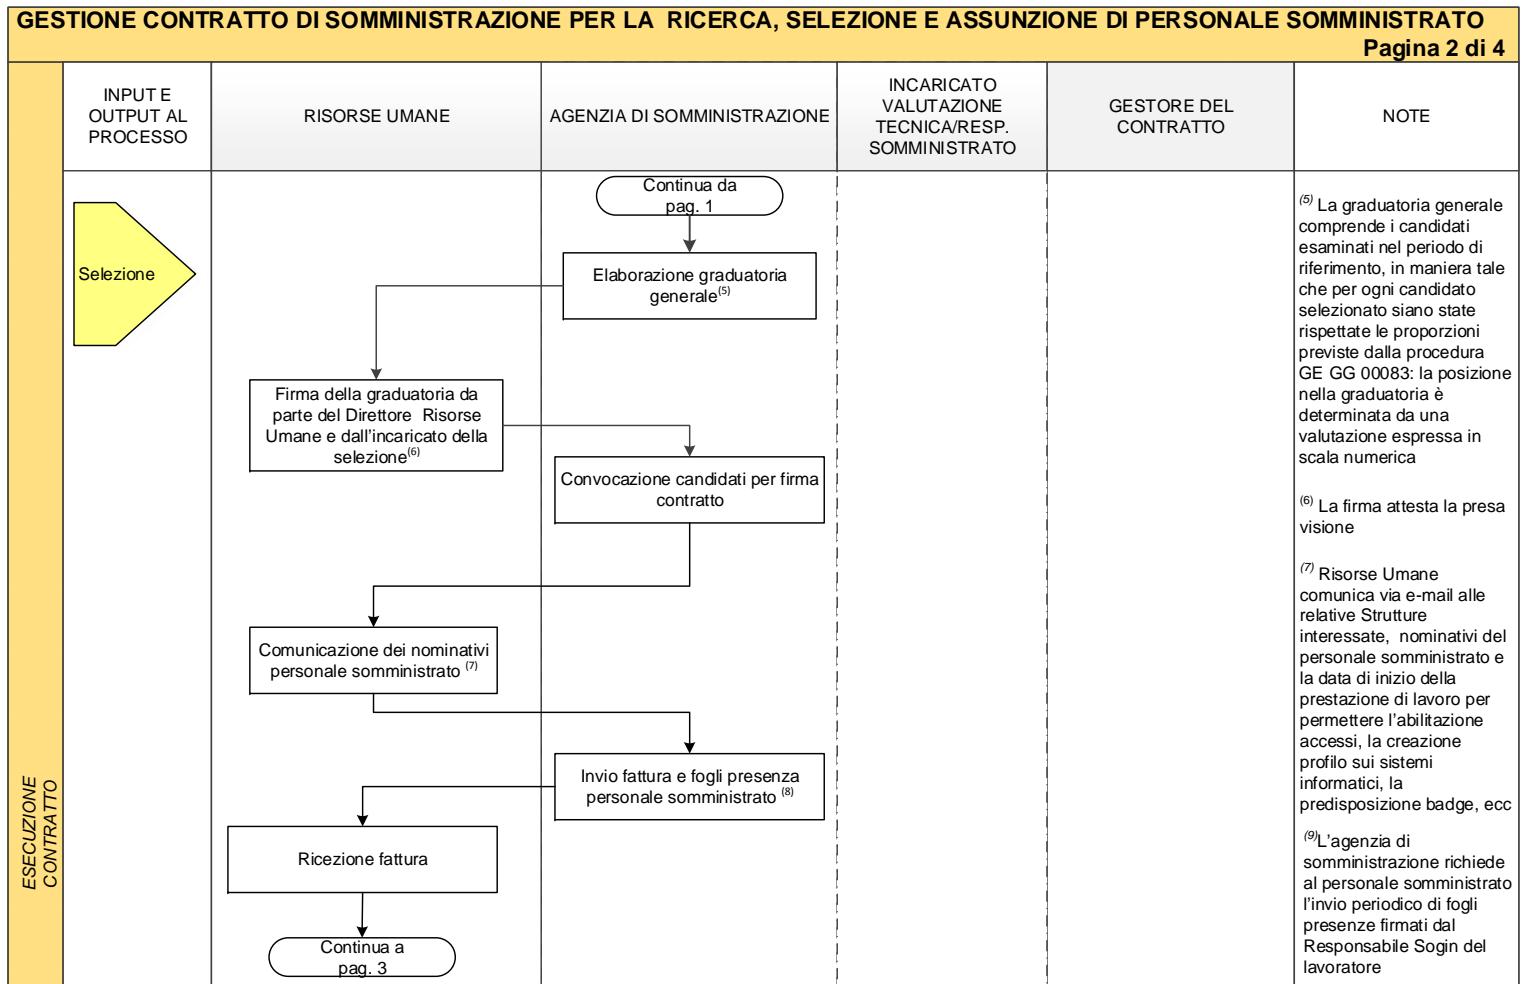 GESTIONE CONTRATTO DI SOMMINISTRAZIONE PER LA RICERCA, SELEZIONE E ASSUNZIONE DI PERSONALE SOMMINISTRATO
Pagina 2 di 4
INPUT E
OUTPUT AL
PROCESSO
RISORSE UMANE
AGENZIA DI SOMMINISTRAZIONE
INCARICATO
VALUTAZIONE
TECNICA/RESP.
SOMMINISTRATO
GESTORE DEL
CONTRATTO
NOTE
ESECUZIONE
CONTRATTO
Selezione
Continua da
pag. 1
Elaborazione graduatoria
generale(5)
Firma della graduatoria da
parte del Direttore Risorse
Umane e dall'incaricato della
selezione(6)
Convocazione candidati per firma
contratto
Comunicazione dei nominativi
personale somministrato (7)
Invio fattura e fogli presenza
personale somministrato (8)
Ricezione fattura
Continua a
pag. 3
(5) La graduatoria generale
comprende i candidati
esaminati nel periodo di
riferimento, in maniera tale
che per ogni candidato
selezionato siano state
rispettate le proporzioni
previste dalla procedura
GE GG 00083: la posizione
nella graduatoria è
determinata da una
valutazione espressa in
scala numerica
(6) La firma attesta la presa
visione
(7) Risorse Umane
comunica via e-mail alle
relative Strutture
interessate, nominativi del
personale somministrato e
la data di inizio della
prestazione di lavoro per
permettere l'abilitazione
accessi, la creazione
profilo sui sistemi
informatici, la
predisposizione badge, ecc
(9)L'agenzia di
somministrazione richiede
al personale somministrato
l'invio periodico di fogli
presenze firmati dal
Responsabile Sogin del
lavoratore